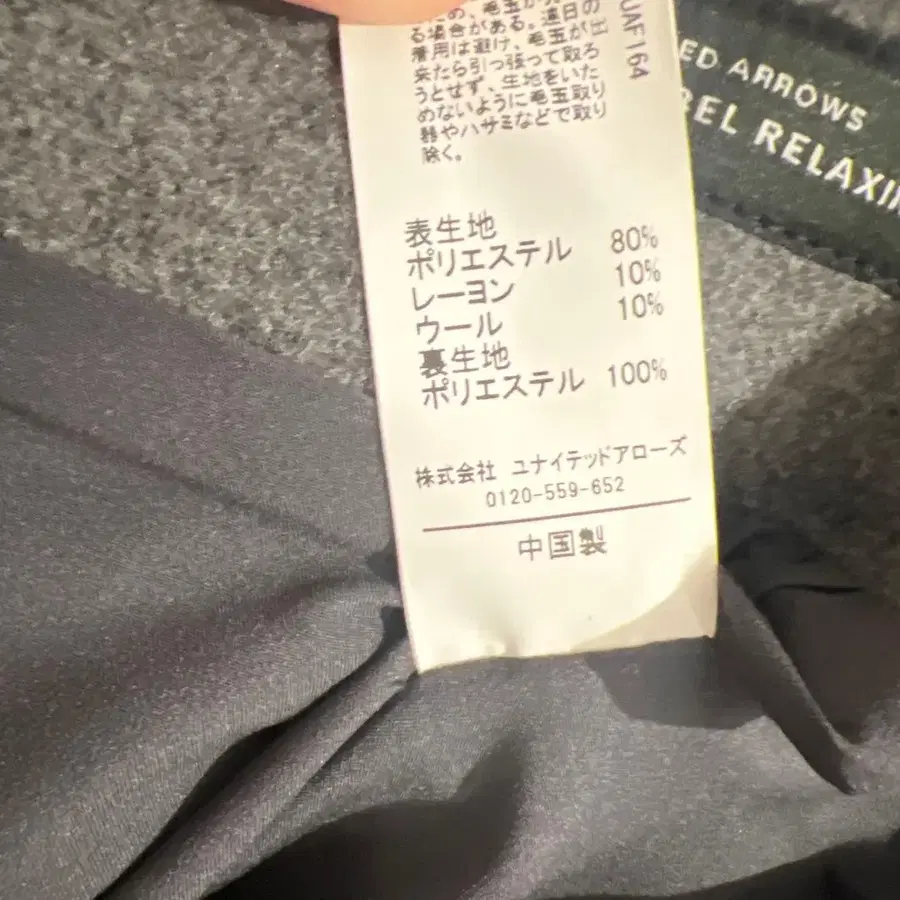 る場合がある。連日の
着用は避け、毛玉が出
来たら引っ張って取ろ
うとせず、生地をいた
めないように毛玉取り
器やハサミなどで取り
除く。
UAF164
ED ARROWS
EL RELAXI
表生地
ポリエステル 80%
レーヨン 10%
ウール 10%
裏生地
ポリエステル 100%
株式会社 ユナイテッドアローズ
0120-559-652
中国製